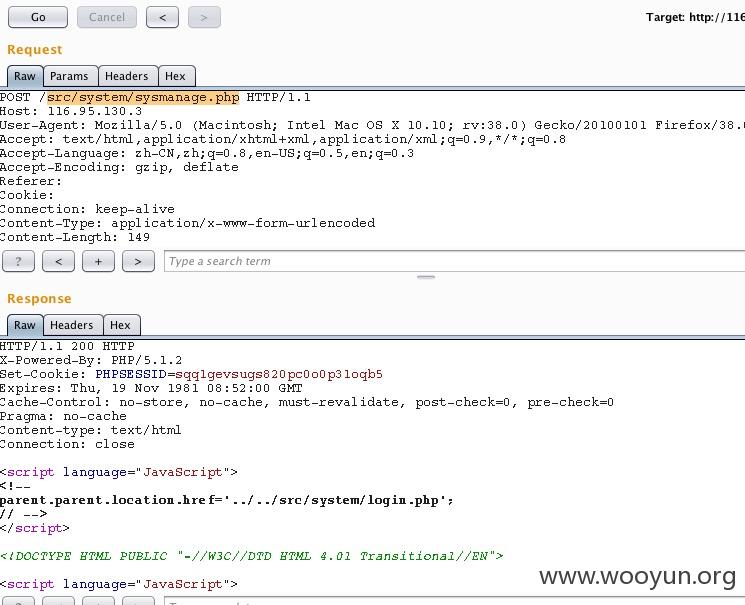 Go Cancel < > Target: http://116
Request
Raw Params Headers Hex
POST /src/system/sysmanage.php HTTP/1.1
Host: 116.95.130.3
User-Agent: Mozilla/5.0 (Macintosh; Intel Mac OS X 10.10; rv:38.0) Gecko/20100101 Firefox/38.0
Accept: text/html,application/xhtml+xml,application/xml;q=0.9,*/*;q=0.8
Accept-Language: zh-CN,zh;q=0.8,en-US;q=0.5,en;q=0.3
Accept-Encoding: gzip, deflate
Referer:
Cookie:
Connection: keep-alive
Content-Type: application/x-www-form-urlencoded
Content-Length: 149
? < + > Type a search term
Response
Raw Headers Hex
HTTP/1.1 200 HTTP
X-Powered-By: PHP/5.1.2
Set-Cookie: PHPSESSID=sqqlgevsugs820pc0o0p31oqb5
Expires: Thu, 19 Nov 1981 08:52:00 GMT
Cache-Control: no-store, no-cache, must-revalidate, post-check=0, pre-check=0
Pragma: no-cache
Content-type: text/html
Connection: close
<script language="JavaScript">
<!--
parent.parent.location.href='../../src/system/login.php';
// -->
</script>
<!DOCTYPE HTML PUBLIC "-//W3C//DTD HTML 4.01 Transitional//EN">
<script language="JavaScript">
www.wooyun.org